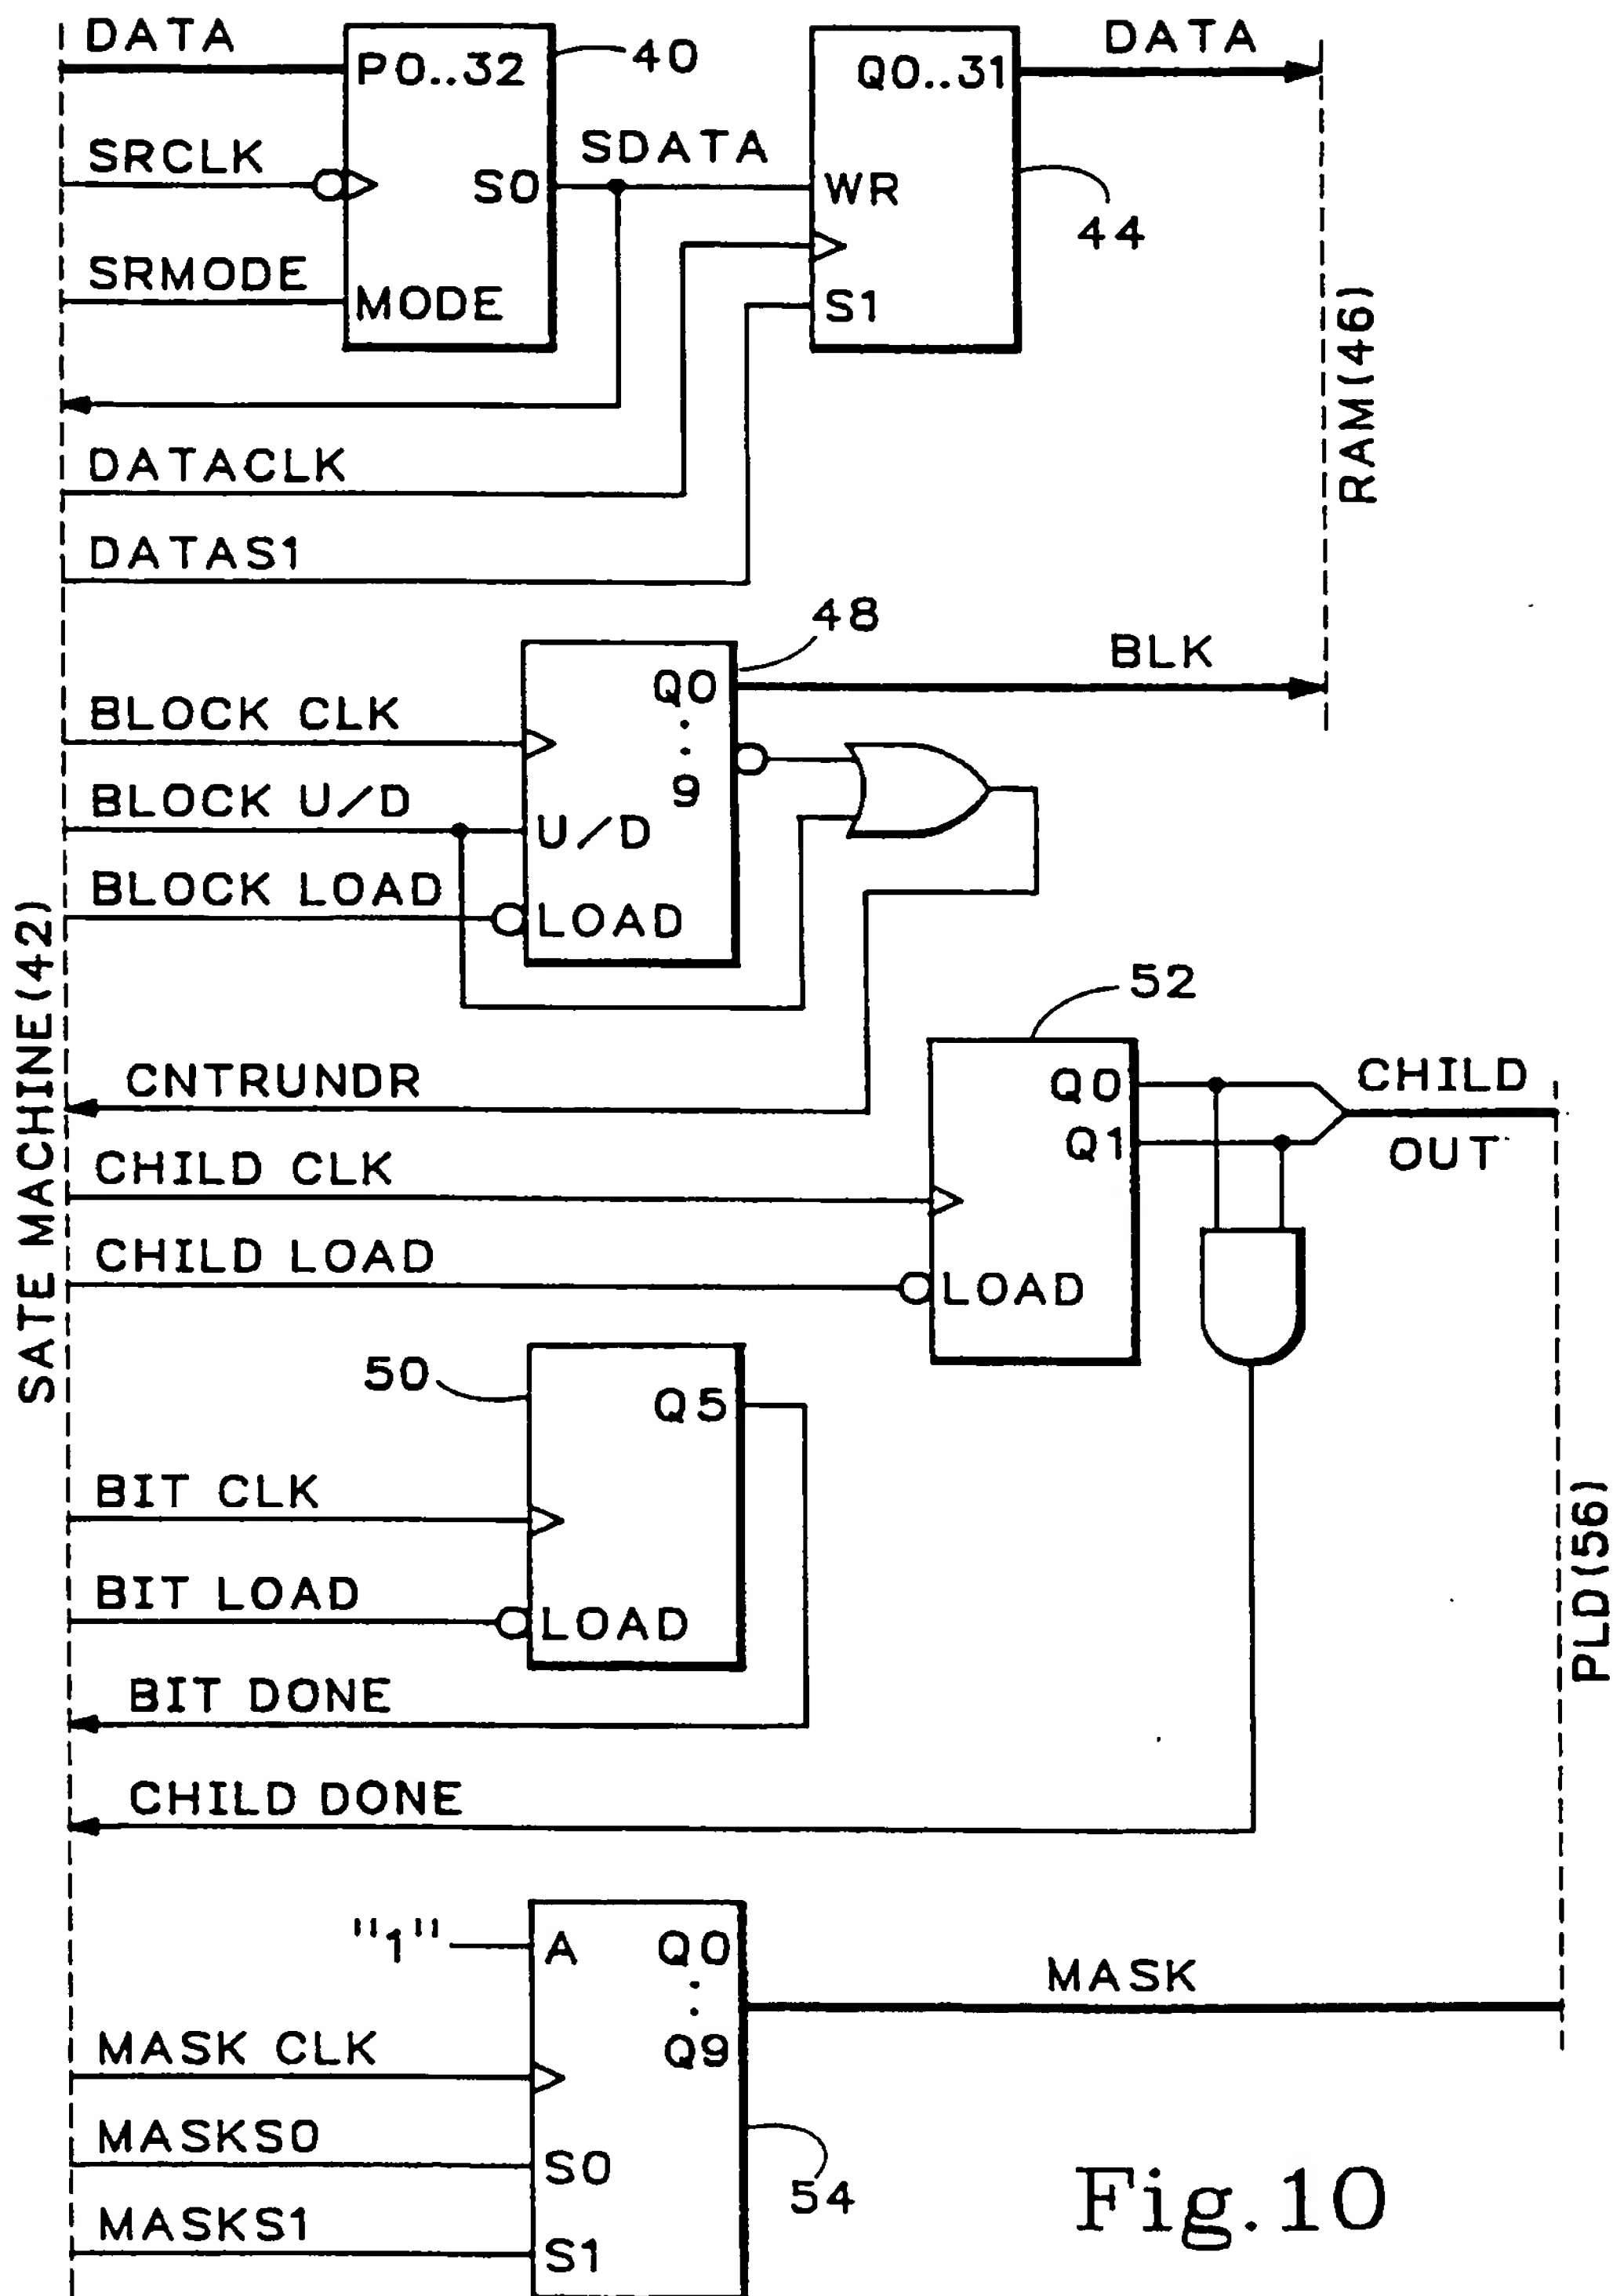 DATA
P0..32
40
Q0..31
DATA
SRCLK
S0
SDATA
WR
44
SRMODE
MODE
S1
RAM(46)
DATACLK
DATAS1
48
Q0
BLK
BLOCK CLK
9
BLOCK U/D
U/D
BLOCK LOAD
LOAD
SATE MACHINE(42)
52
CNTRUNDR
Q0
CHILD
Q1
OUT
CHILD CLK
CHILD LOAD
LOAD
50
Q5
BIT CLK
PLD(56)
BIT LOAD
LOAD
BIT DONE
CHILD DONE
"1"
A
Q0
MASK
MASK CLK
Q9
MASKS0
S0
54
MASKS1
S1
Fig.10